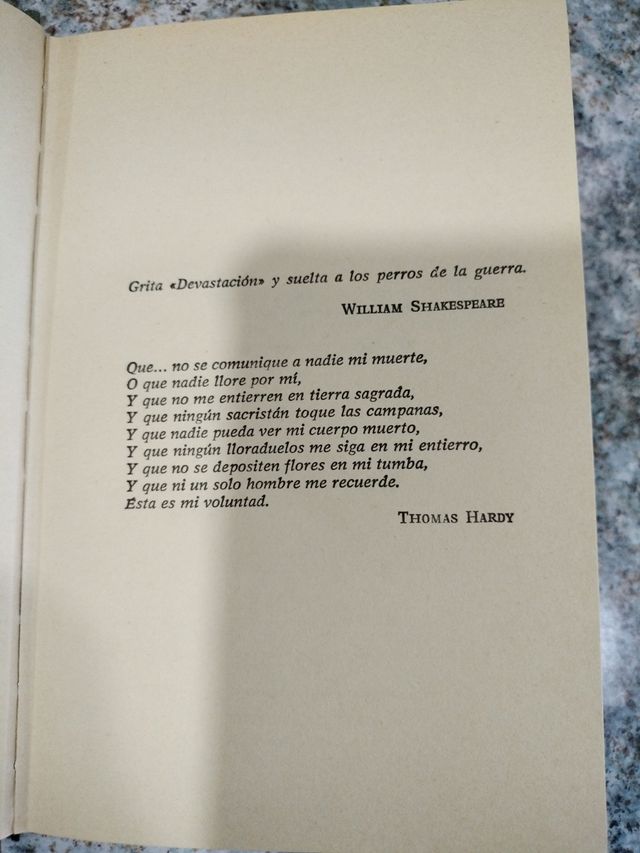 Grita «Devastación» y suelta a los perros de la guerra.
WILLIAM SHAKESPEARE
Que... no se comunique a nadie mi muerte,
O que nadie llore por mí,
Y que no me entierren en tierra sagrada,
Y que ningún sacristán toque las campanas,
Y que nadie pueda ver mi cuerpo muerto,
Y que ningún lloraduelos me siga en mi entierro,
Y que no se depositen flores en mi tumba,
Y que ni un solo hombre me recuerde.
Ésta es mi voluntad.
THOMAS HARDY